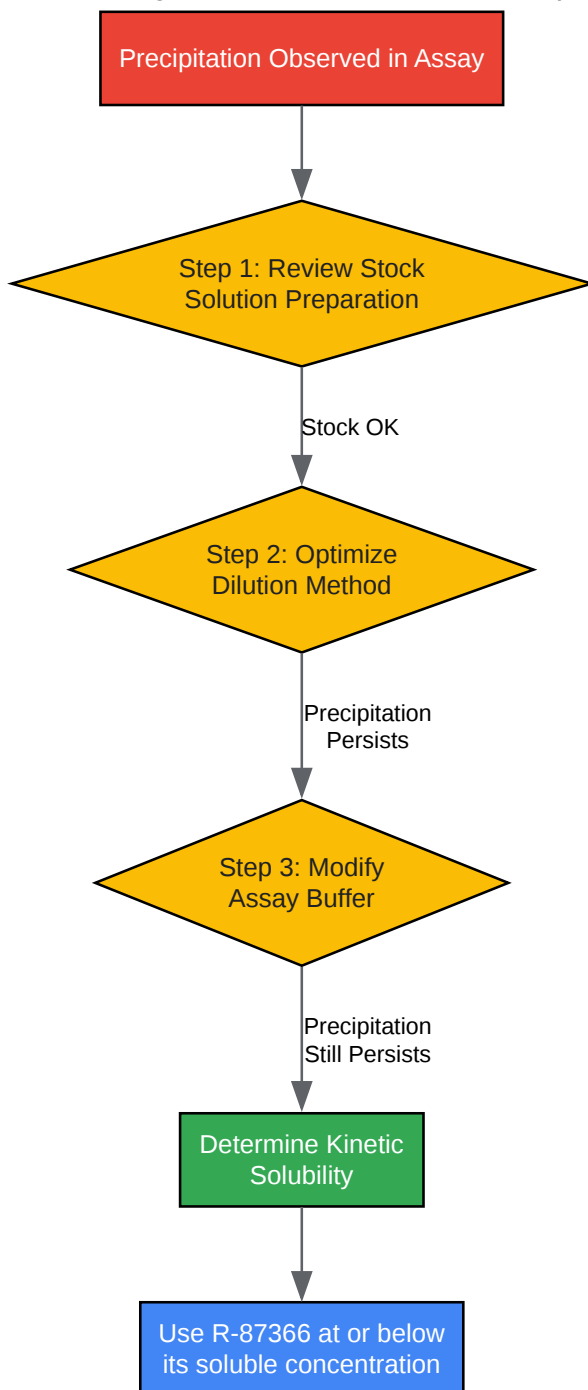 Precipitation Observed in Assay
Step 1: Review Stock
Solution Preparation
Stock OK
Step 2: Optimize
Dilution Method
Precipitation
Persists
Step 3: Modify
Assay Buffer
Precipitation
Still Persists
Determine Kinetic
Solubility
Use R-87366 at or below
its soluble concentration